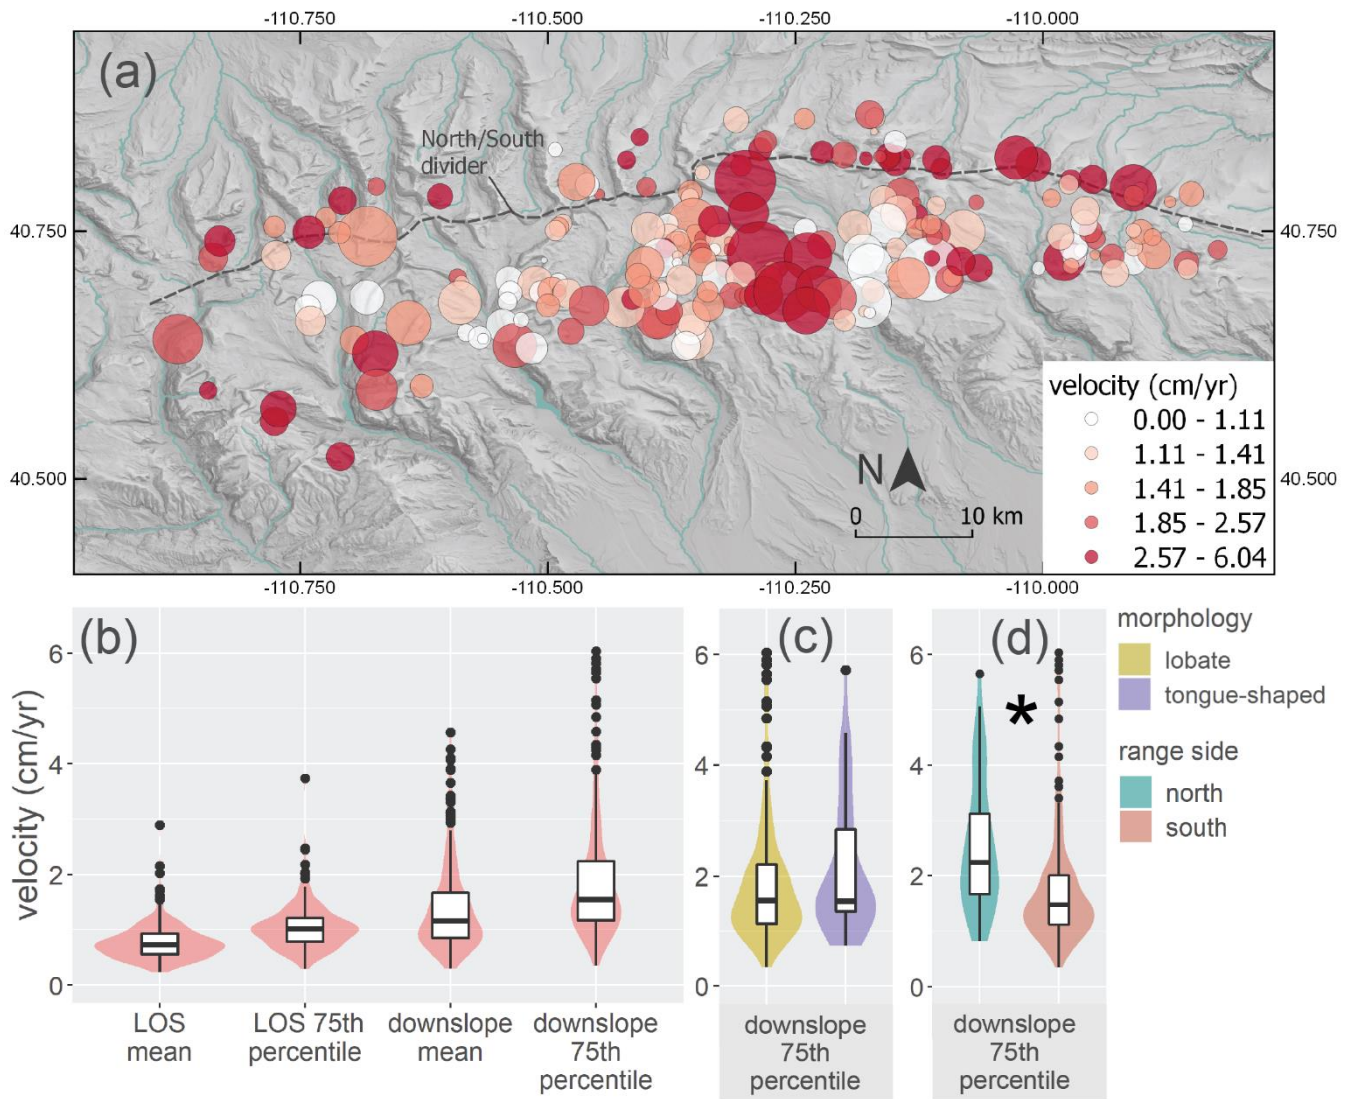 -110.750 -110.500 -110.250 -110.000
(a)
North/South
divider
40.750 40.750
velocity (cm/yr)
0.00 - 1.11
1.11 - 1.41
1.41 - 1.85
1.85 - 2.57
2.57 - 6.04
N
0 10 km
40.500 40.500
-110.750 -110.500 -110.250 -110.000
(b) (c) (d)
velocity (cm/yr)
6 6 6
4 4 4
2 2 2
0 0 0
LOS
mean
LOS 75th
percentile
downslope
mean
downslope
75th
percentile
downslope
75th
percentile
*
downslope
75th
percentile
morphology
lobate
tongue-shaped
range side
north
south